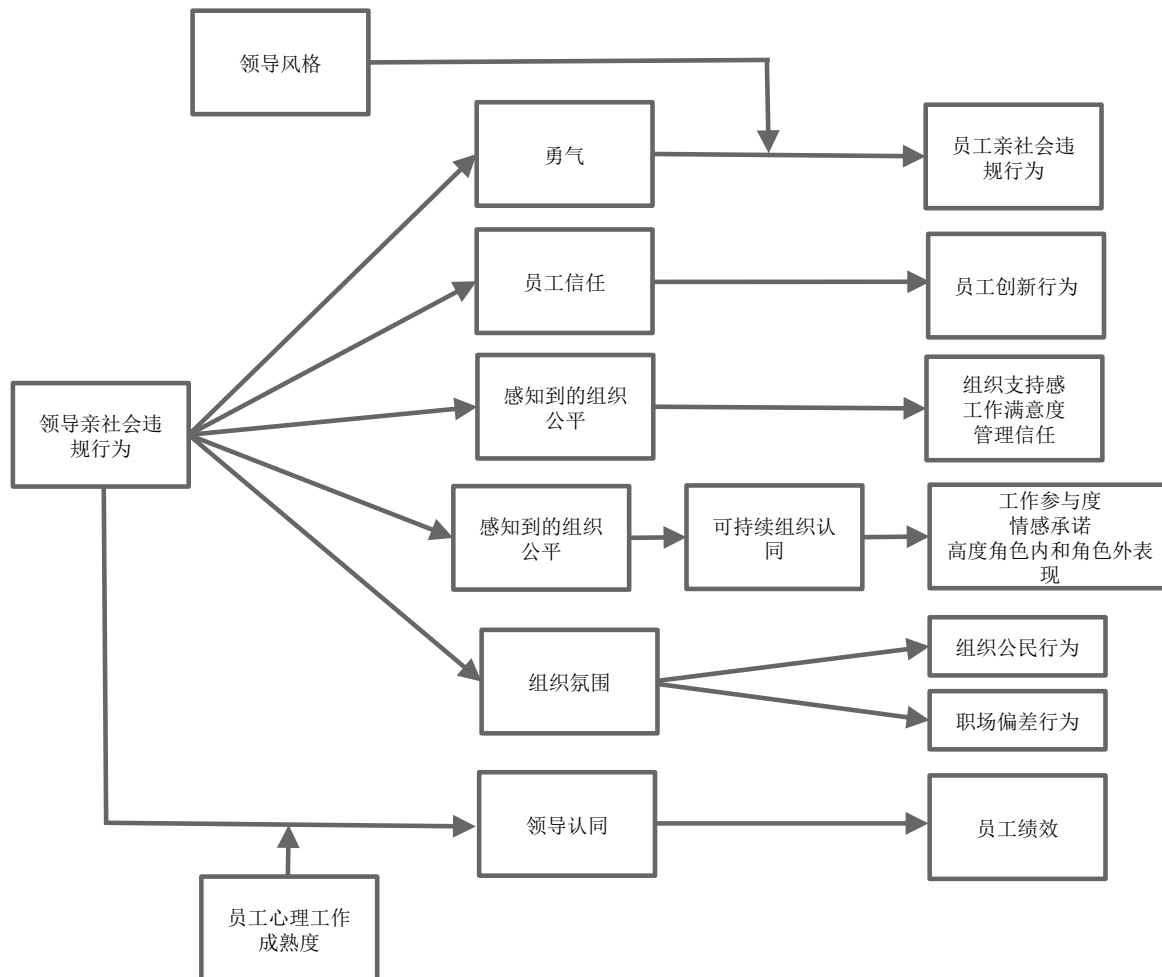 领导风格
勇气
员工亲社会违
规行为
员工信任
员工创新行为
领导亲社会违
规行为
感知到的组织
公平
组织支持感
工作满意度
管理信任
感知到的组织
公平
可持续组织认
同
工作参与度
情感承诺
高度角色内和角色外表
现
组织氛围
组织公民行为
职场偏差行为
领导认同
员工绩效
员工心理工作
成熟度